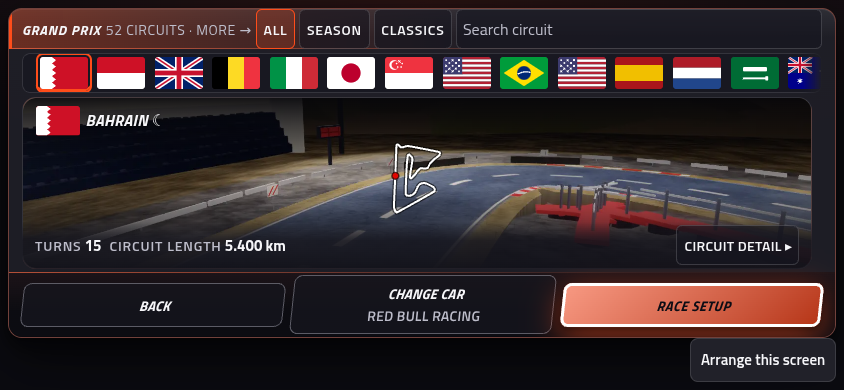 GRAND PRIX 52 CIRCUITS · MORE →
ALL
SEASON
CLASSICS
Search circuit
BAHRAIN ☾
TURNS 15 CIRCUIT LENGTH 5.400 km
CIRCUIT DETAIL ▸
BACK
CHANGE CAR
RED BULL RACING
RACE SETUP
Arrange this screen